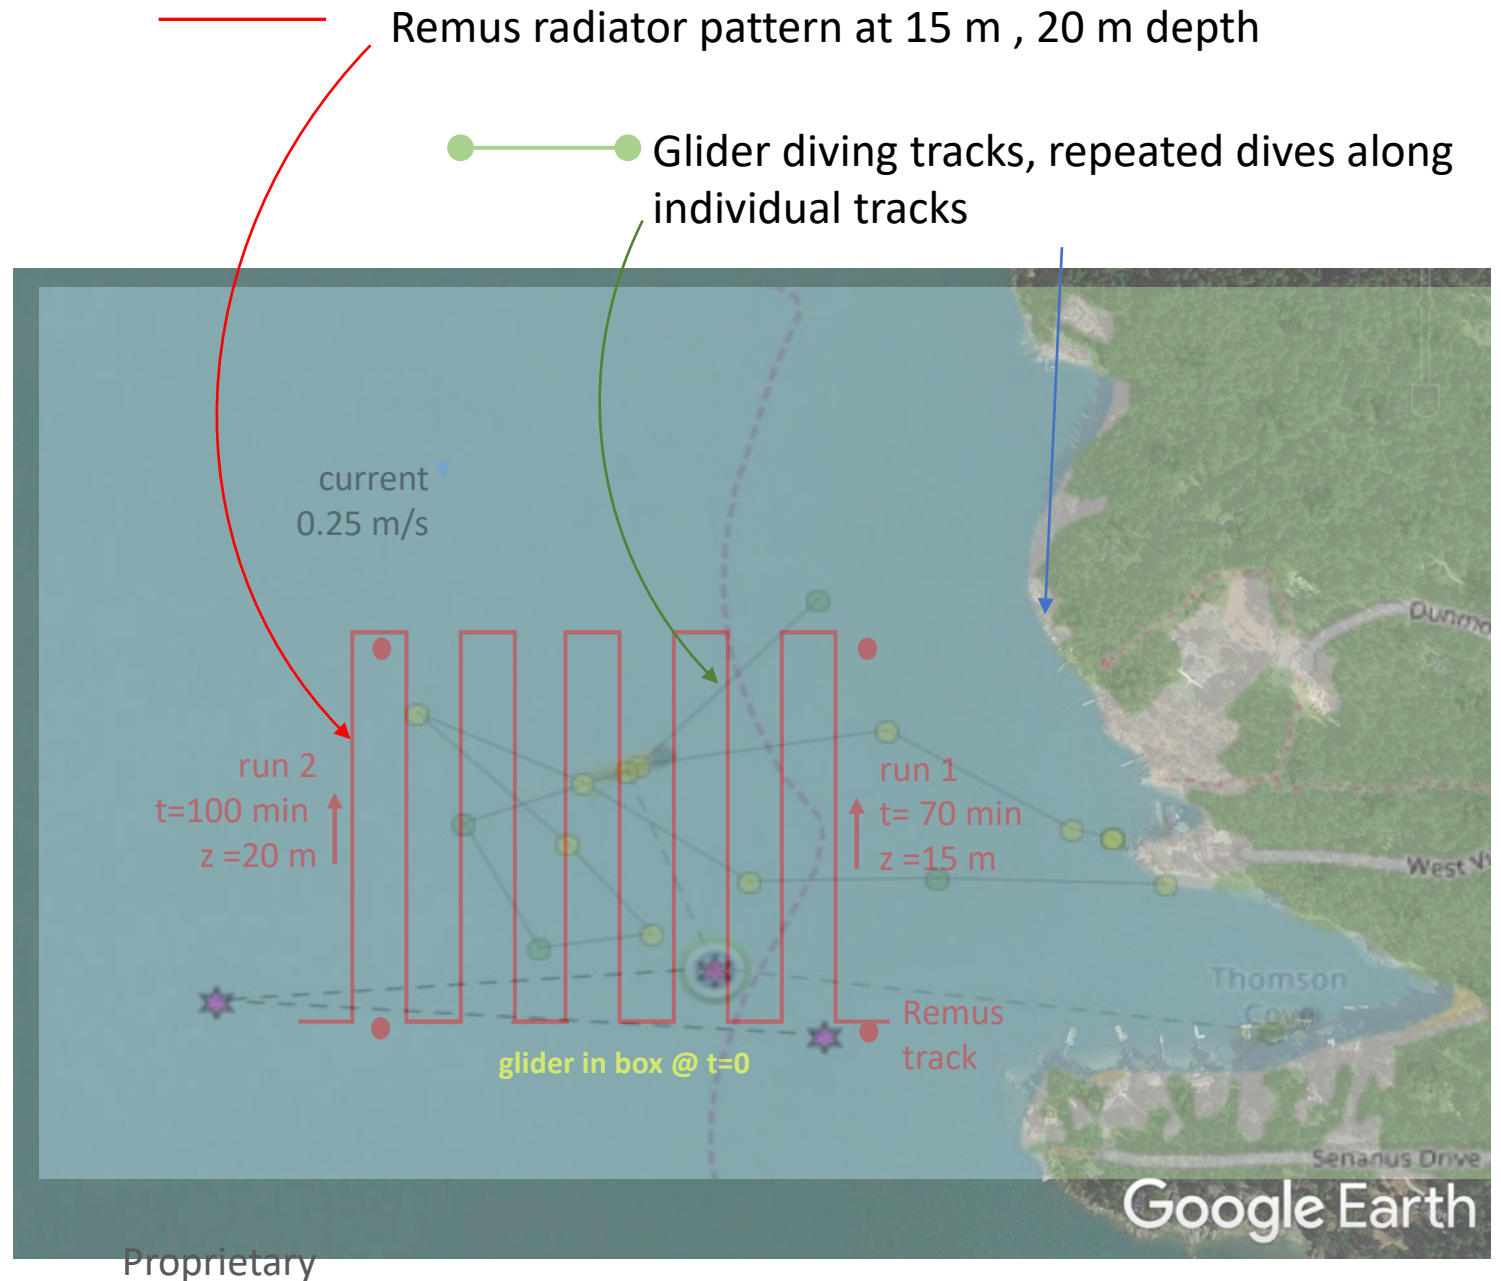 Remus radiator pattern at 15 m , 20 m depth
Glider diving tracks, repeated dives along
individual tracks
current
0.25 m/s
run 2
t=100 min
z =20 m
run 1
t= 70 min
z =15 m
West
Thomson
Cove
Remus
track
glider in box @ t=0
Senanus Drive
Google Earth
Proprietary